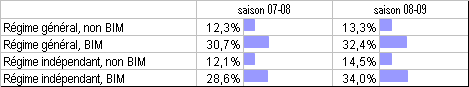 saison 07-08 saison 08-09
Régime général, non BIM 12,3% 13,3%
Régime général, BIM 30,7% 32,4%
Régime indépendant, non BIM 12,1% 14,5%
Régime indépendant, BIM 28,6% 34,0%